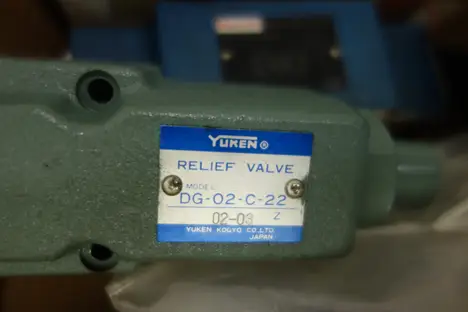 YUKEN®
RELIEF VALVE
MODEL
DG-02-C-22
02-03 Z
YUKEN KOGYO CO., LTD.
JAPAN